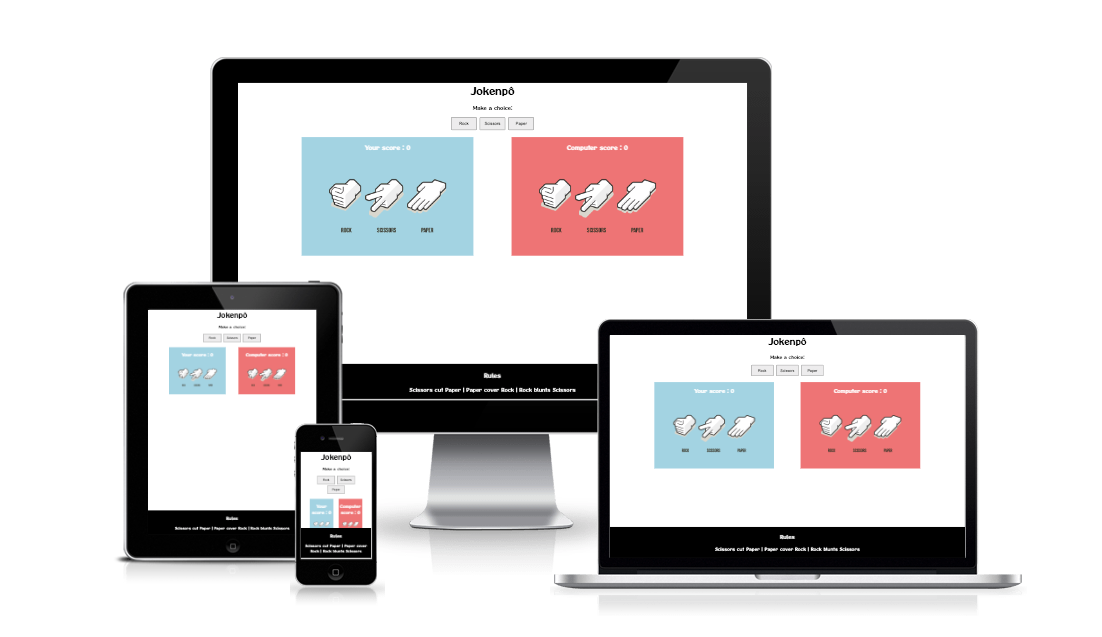 Jokenpô
Make a choice:
Rock Scissors Paper
Your score : 0 Computer score : 0
ROCK SCISSORS PAPER ROCK SCISSORS PAPER
Rules
Scissors cut Paper | Paper cover Rock | Rock blunts Scissors
Jokenpô
Make a choice:
Rock Scissors Paper
Your score : 0 Computer score : 0
Rules
Scissors cut Paper | Paper cover Rock | Rock blunts Scissors
Jokenpô
Make a choice:
Rock Scissors
Paper
Your Computer
score : 0 score : 0
Rules
Scissors cut Paper | Paper cover
Rock | Rock blunts Scissors
Jokenpô
Make a choice:
Rock Scissors Paper
Your score : 0 Computer score : 0
ROCK SCISSORS PAPER ROCK SCISSORS PAPER
Rules
Scissors cut Paper | Paper cover Rock | Rock blunts Scissors